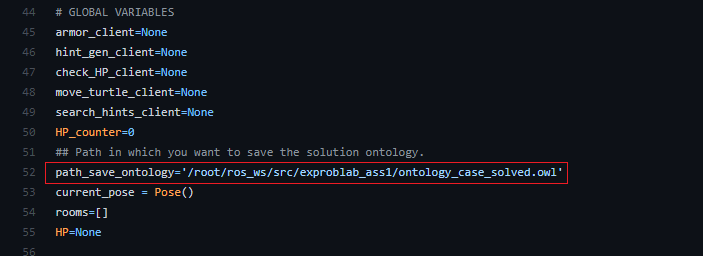 44 # GLOBAL VARIABLES
45 armor_client=None
46 hint_gen_client=None
47 check_HP_client=None
48 move_turtle_client=None
49 search_hints_client=None
50 HP_counter=0
51 ## Path in which you want to save the solution ontology.
52 path_save_ontology='/root/ros_ws/src/exproblab_ass1/ontology_case_solved.owl'
53 current_pose = Pose()
54 rooms=[]
55 HP=None
56